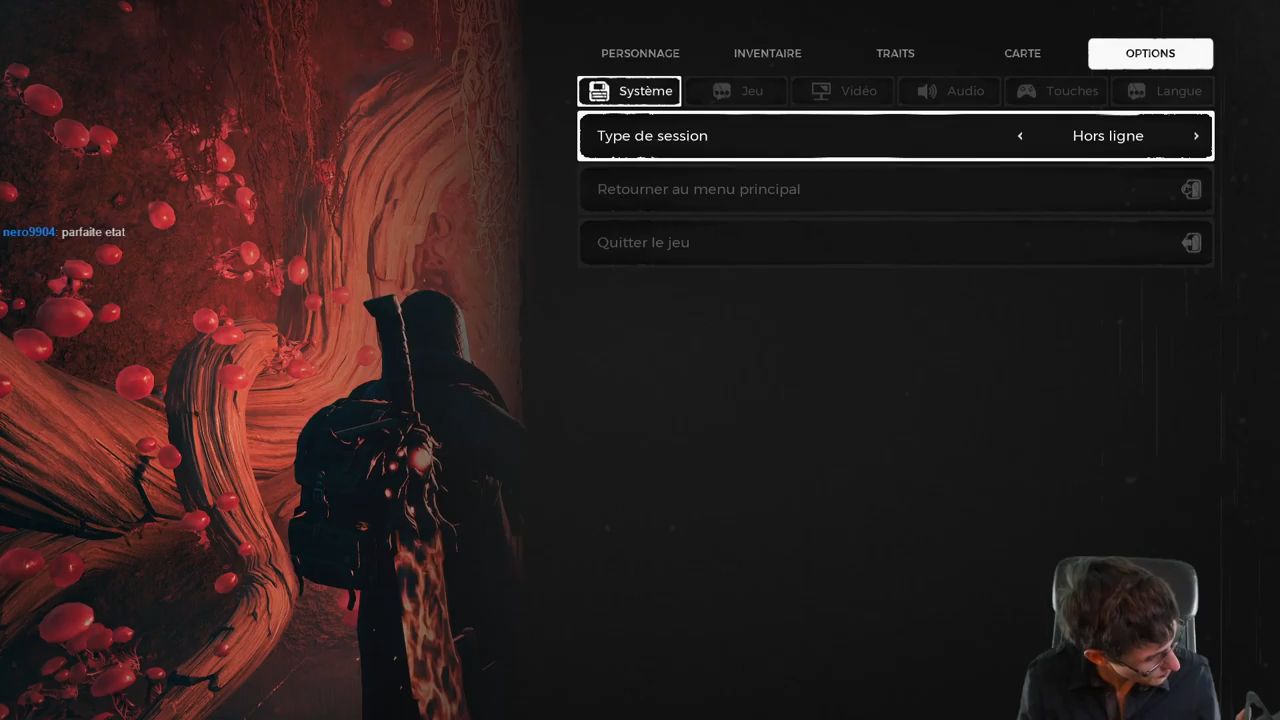 PERSONNAGE INVENTAIRE TRAITS CARTE OPTIONS
Système Jeu Vidéo Audio Touches Langue
Type de session Hors ligne
Retourner au menu principal
nero9904: parfaite etat
Quitter le jeu